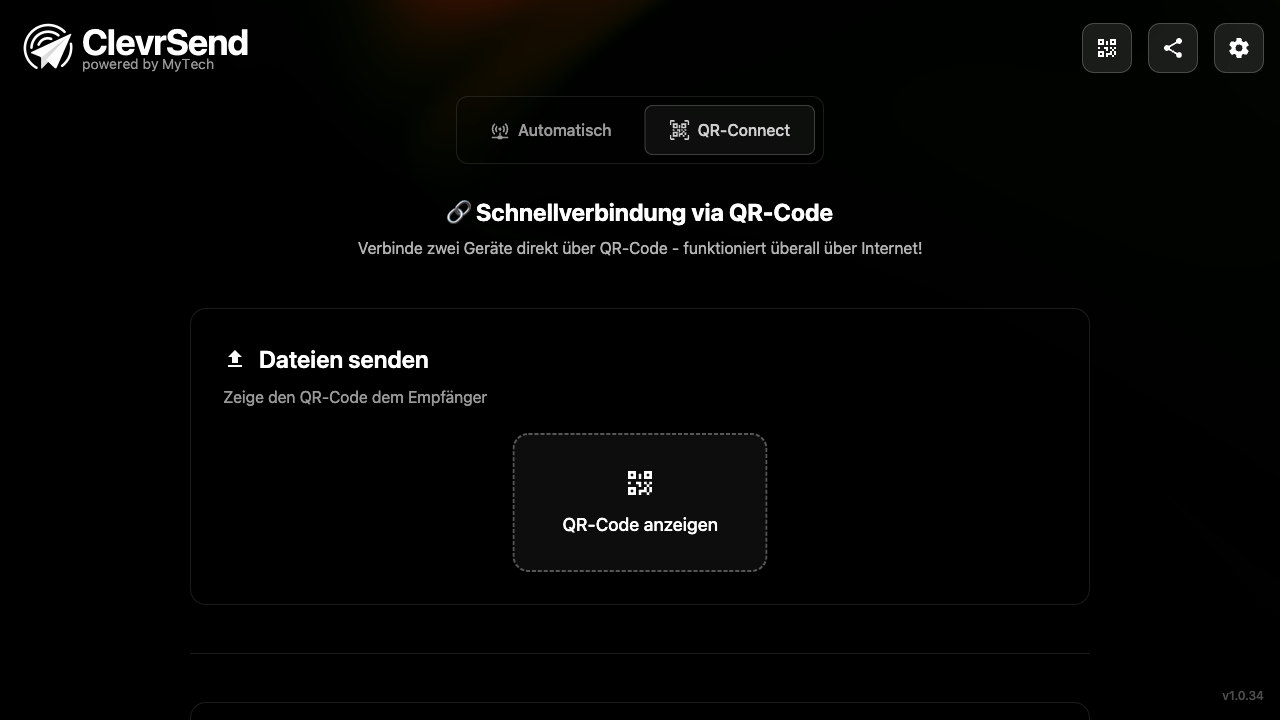 ClevrSend
powered by MyTech
Automatisch
QR-Connect
Schnellverbindung via QR-Code
Verbinde zwei Geräte direkt über QR-Code - funktioniert überall über Internet!
Dateien senden
Zeige den QR-Code dem Empfänger
QR-Code anzeigen
v1.0.34